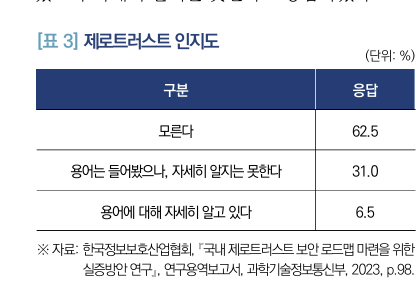 [표 3] 제로트러스트 인지도
(단위: %)
구분 응답
모른다 62.5
용어는 들어봤으나, 자세히 알지는 못한다 31.0
용어에 대해 자세히 알고 있다 6.5
※ 자료: 한국정보보호산업협회, 『국내 제로트러스트 보안 로드맵 마련을 위한
실증방안 연구』, 연구용역보고서, 과학기술정보통신부, 2023, p.98.